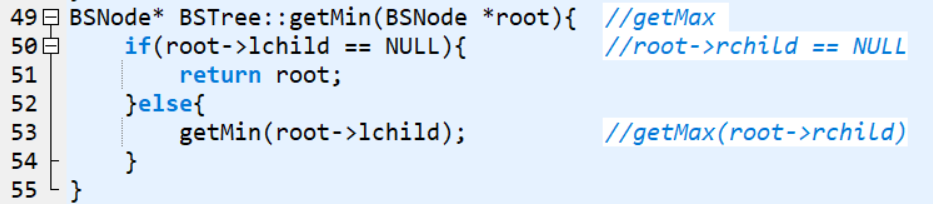 49 BSNode* BSTree::getMin(BSNode *root){ //getMax
50 if(root->lchild == NULL){ //root->rchild == NULL
51 return root;
52 }else{
53 getMin(root->lchild); //getMax(root->rchild)
54 }
55 }